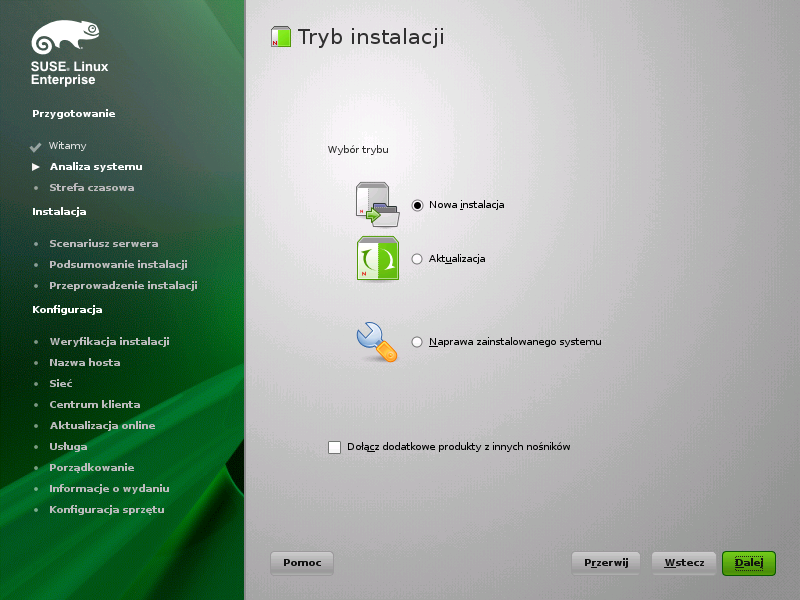 SUSE. Linux
Enterprise
Przygotowanie
Witamy
Analiza systemu
Strefa czasowa
Instalacja
Scenariusz serwera
Podsumowanie instalacji
Przeprowadzenie instalacji
Konfiguracja
Weryfikacja instalacji
Nazwa hosta
Sieć
Centrum klienta
Aktualizacja online
Usługa
Porządkowanie
Informacje o wydaniu
Konfiguracja sprzętu
Tryb instalacji
Wybór trybu
Nowa instalacja
Aktualizacja
Naprawa zainstalowanego systemu
Dołącz dodatkowe produkty z innych nośników
Pomoc
Przerwij
Wstecz
Dalej